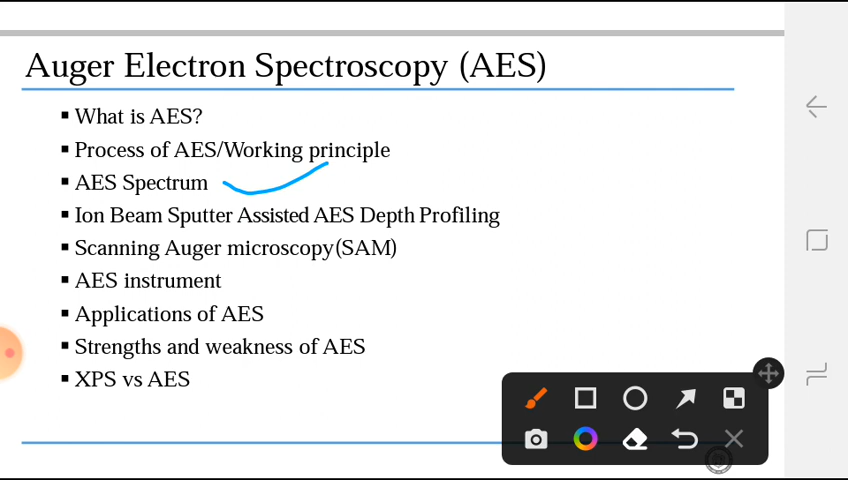 Auger Electron Spectroscopy (AES)
▪ What is AES?
▪ Process of AES/Working principle
▪ AES Spectrum
▪ Ion Beam Sputter Assisted AES Depth Profiling
▪ Scanning Auger microscopy(SAM)
▪ AES instrument
▪ Applications of AES
▪ Strengths and weakness of AES
▪ XPS vs AES